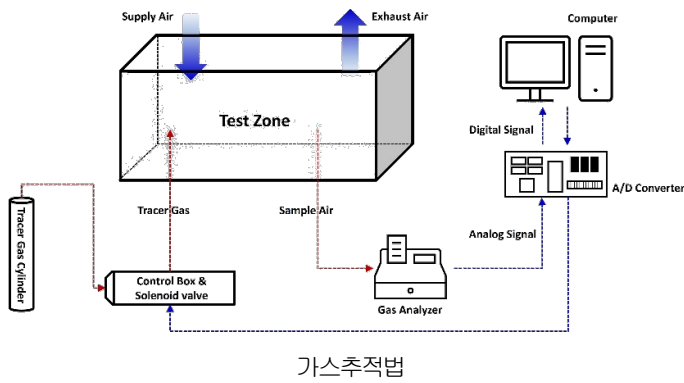 Supply Air
Exhaust Air
Computer
Test Zone
Digital Signal
A/D Converter
Tracer Gas
Sample Air
Analog Signal
Tracer Gas Cylinder
Control Box &
Solenoid valve
Gas Analyzer
가스추적법